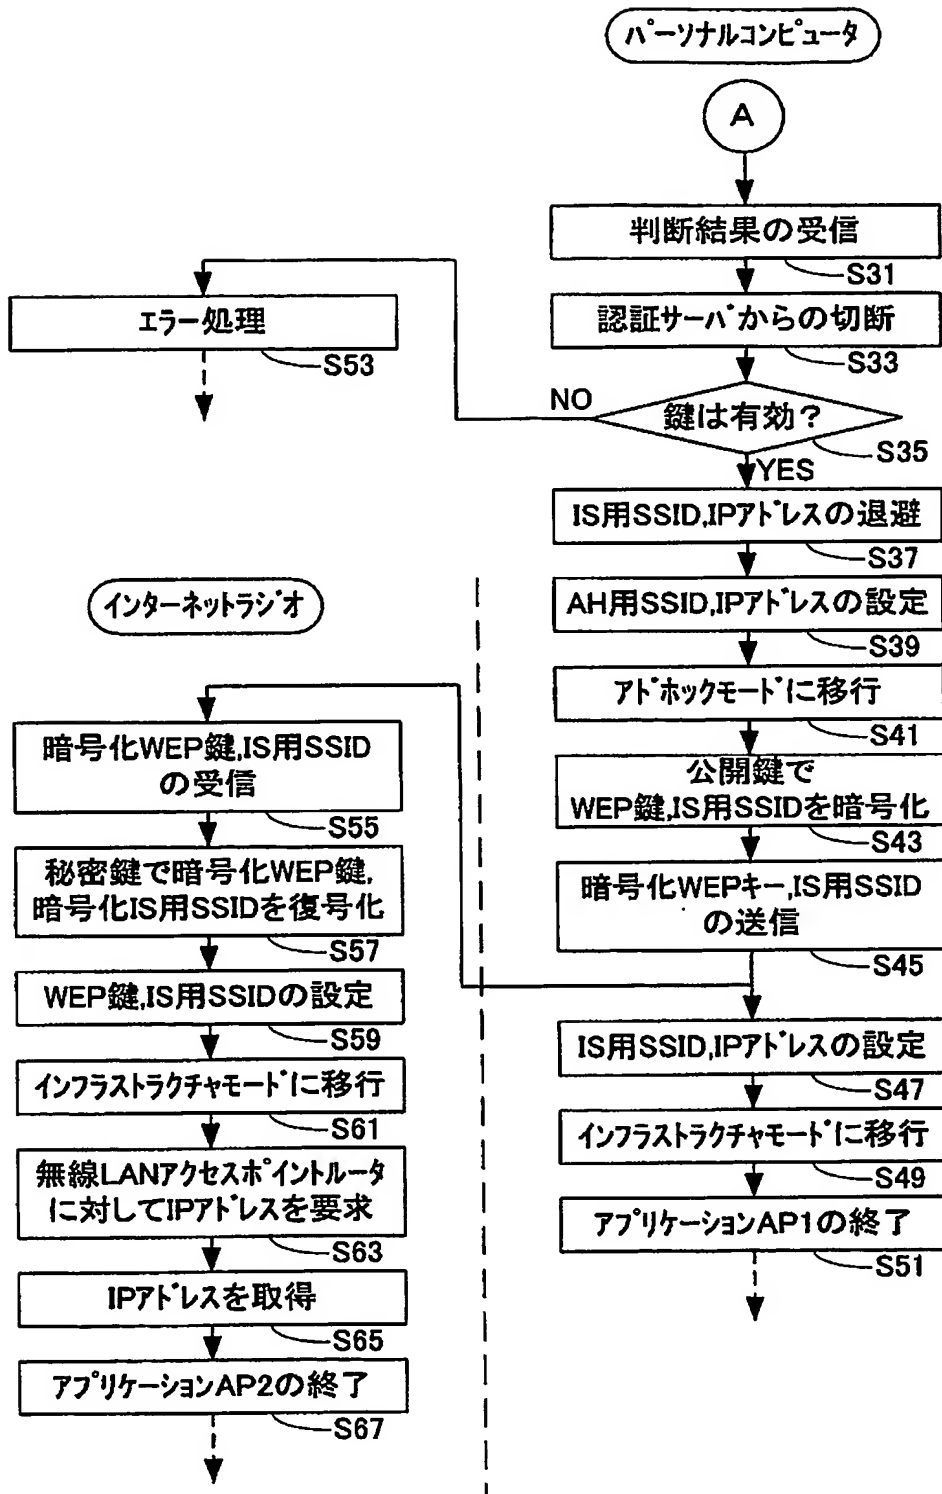 パーソナルコンピュータ
A
判断結果の受信
S31
認証サーバからの切断
S33
エラー処理
S53
NO
鍵は有効?
S35
YES
IS用SSID,IPアドレスの退避
S37
AH用SSID,IPアドレスの設定
S39
アドホックモードに移行
S41
公開鍵で
WEP鍵,IS用SSIDを暗号化
S43
暗号化WEPキー,IS用SSID
の送信
S45
IS用SSID,IPアドレスの設定
S47
インフラストラクチャモードに移行
S49
アプリケーションAP1の終了
S51
インターネットラジオ
暗号化WEP鍵,IS用SSID
の受信
S55
秘密鍵で暗号化WEP鍵,
暗号化IS用SSIDを復号化
S57
WEP鍵,IS用SSIDの設定
S59
インフラストラクチャモードに移行
S61
無線LANアクセスポイントルータ
に対してIPアドレスを要求
S63
IPアドレスを取得
S65
アプリケーションAP2の終了
S67